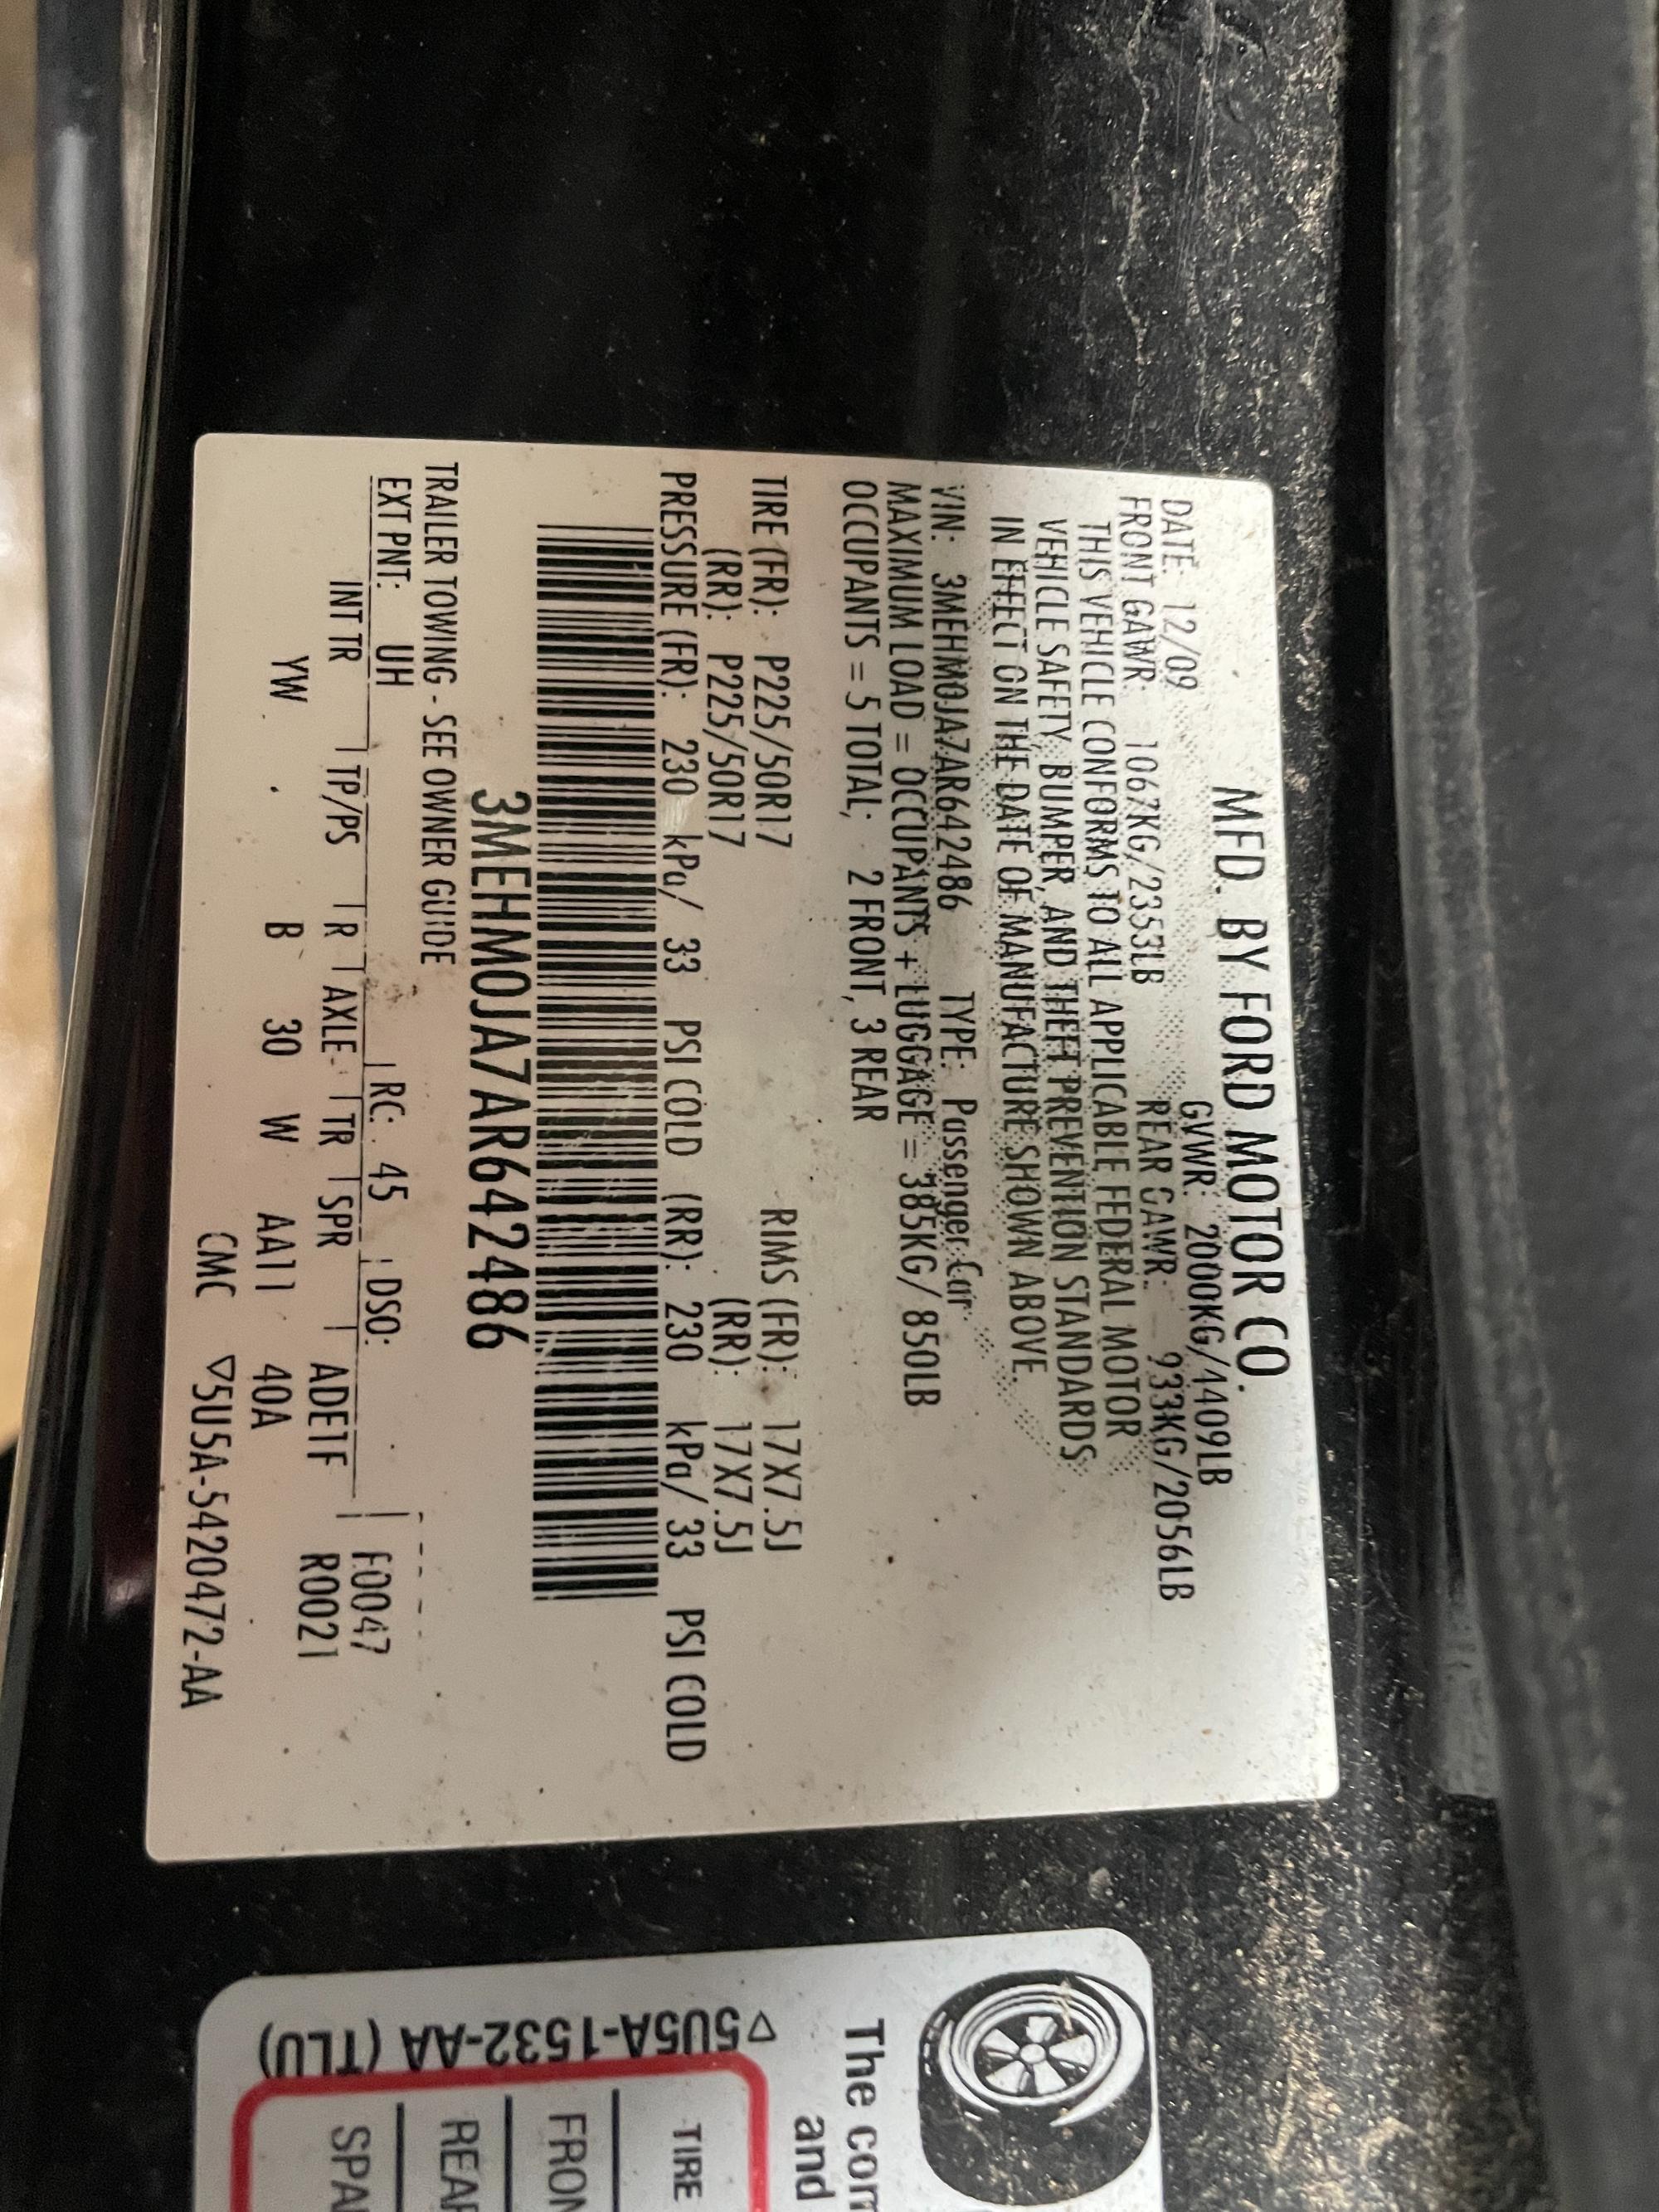 MFD. BY FORD MOTOR CO.
DATE: 12/09 GVWR: 2000KG/4409LB
FRONT GAWR: 1067KG/2353LB REAR GAWR: 933KG/2056LB
THIS VEHICLE CONFORMS TO ALL APPLICABLE FEDERAL MOTOR
VEHICLE SAFETY, BUMPER, AND THEFT PREVENTION STANDARDS
IN EFFECT ON THE DATE OF MANUFACTURE SHOWN ABOVE.
VIN: 3MEHM0JA7AR642486 TYPE: Passenger Car
MAXIMUM LOAD = OCCUPANTS + LUGGAGE = 385KG/ 850LB
OCCUPANTS = 5 TOTAL, 2 FRONT, 3 REAR
TIRE (FR): P225/50R17 RIMS (FR): 17X7.5J
(RR): P225/50R17 (RR): 17X7.5J
PRESSURE (FR): 230 kPa/ 33 PSI COLD (RR): 230 kPa/ 33 PSI COLD
3MEHM0JA7AR642486
TRAILER TOWING - SEE OWNER GUIDE
EXT PNT: UH RC: 45 DSO: F0047
INT TR TP/PS R AXLE TR SPR ADE1F R0021
YW B 30 W AA11 40A
CMC ▽5U5A-5420472-AA
The com
and
▽5U5A-1532-AA (TLU)
TIRE
FRON
REAR
SPAR